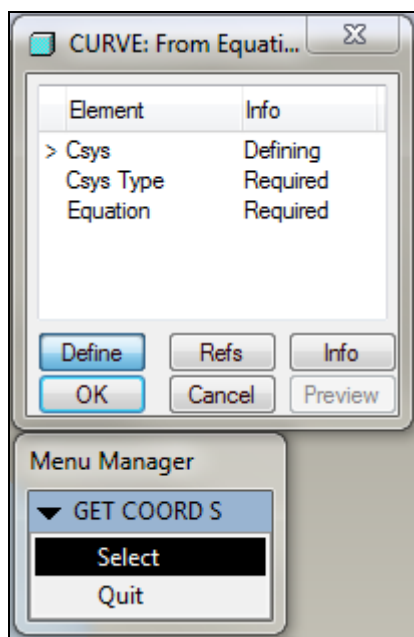 CURVE: From Equati...
Element Info
> Csys Defining
Csys Type Required
Equation Required
Define Refs Info
OK Cancel Preview
Menu Manager
GET COORD S
Select
Quit